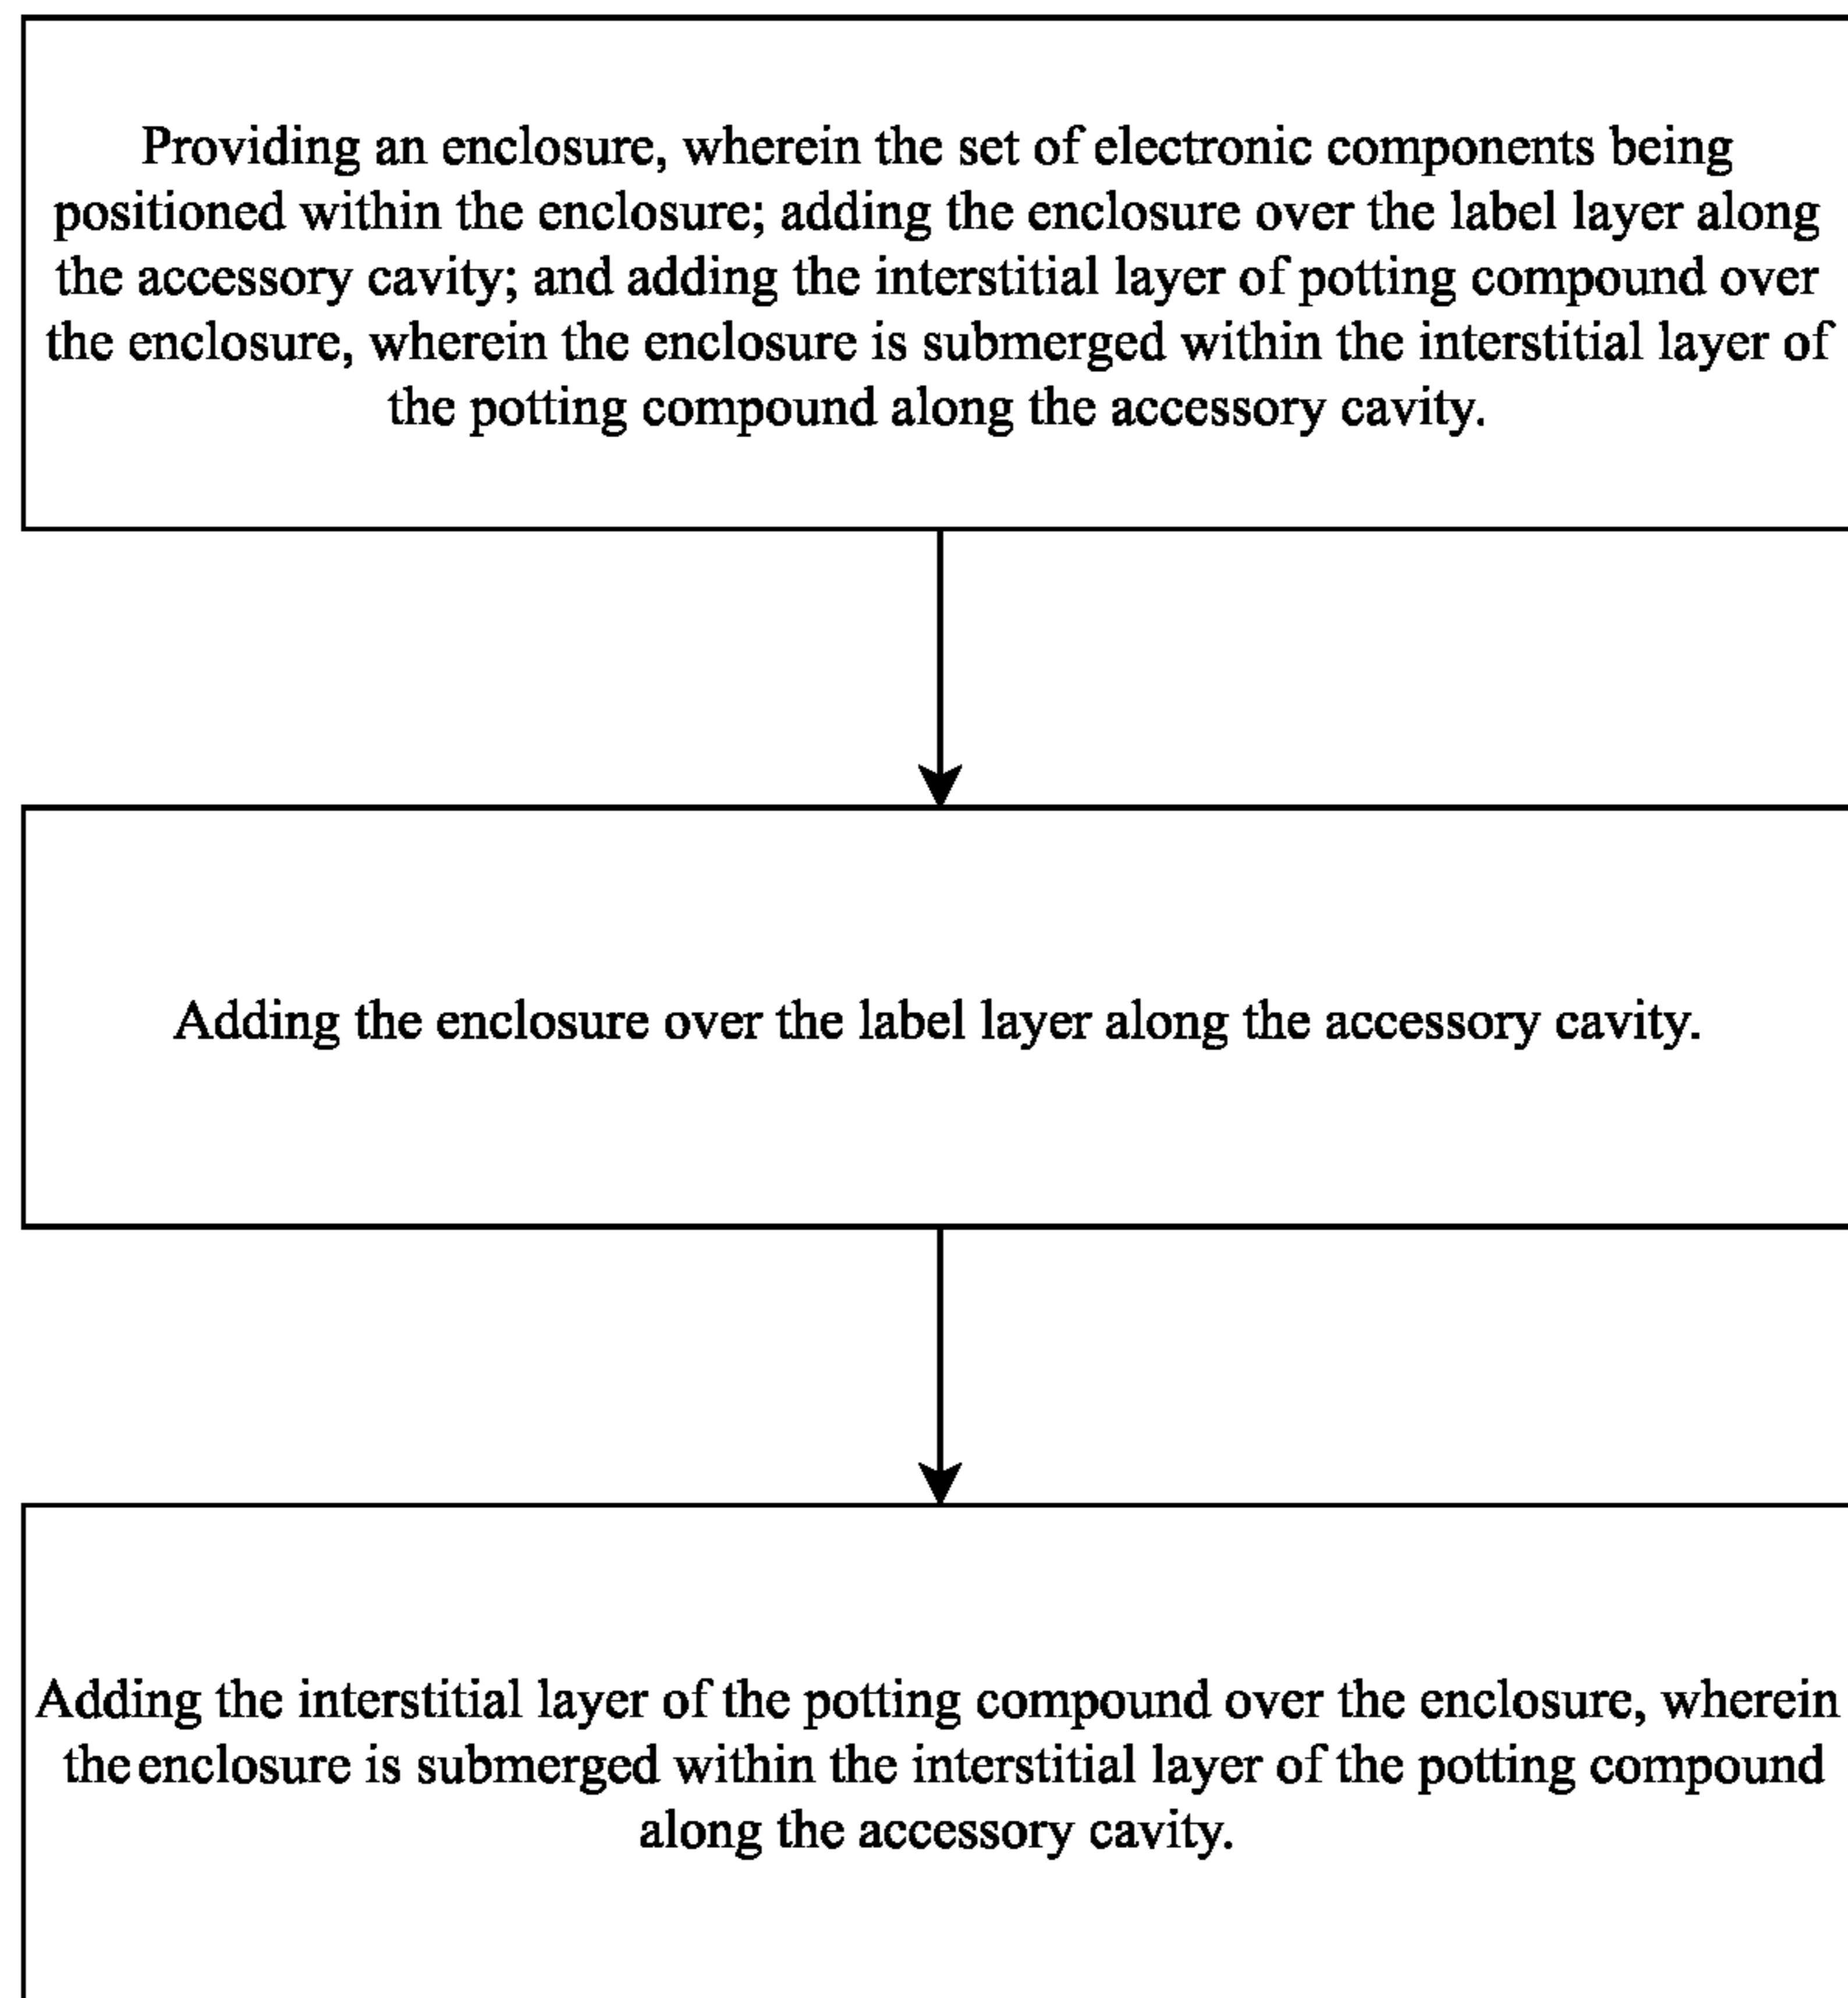 Providing an enclosure, wherein the set of electronic components being
positioned within the enclosure; adding the enclosure over the label layer along
the accessory cavity; and adding the interstitial layer of potting compound over
the enclosure, wherein the enclosure is submerged within the interstitial layer of
the potting compound along the accessory cavity.
Adding the enclosure over the label layer along the accessory cavity.
Adding the interstitial layer of the potting compound over the enclosure, wherein
the enclosure is submerged within the interstitial layer of the potting compound
along the accessory cavity.